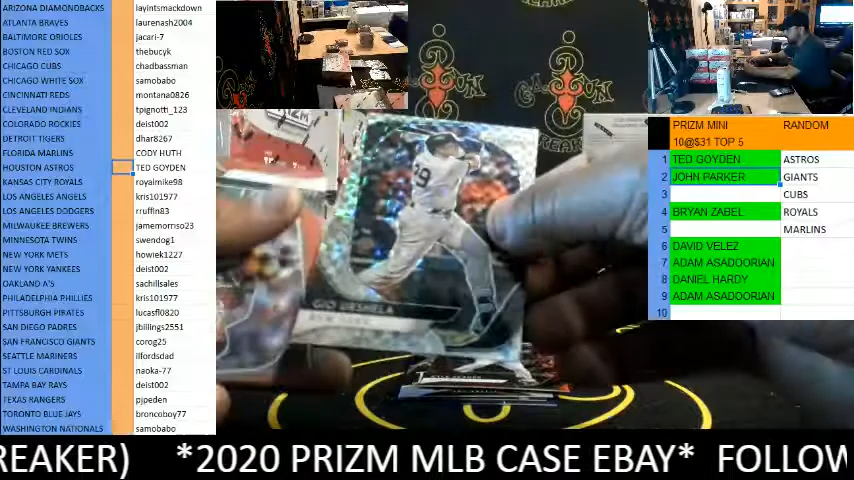 ARIZONA DIAMONDBACKS layintsmackdown
ATLANTA BRAVES laurenash2004
BALTIMORE ORIOLES jacari-7
BOSTON RED SOX thebucyk
CHICAGO CUBS chadbassman
CHICAGO WHITE SOX samobabo
CINCINNETI REDS montana0826
CLEVELAND INDIANS tpignotti_123
COLORADO ROCKIES deist002
DETROIT TIGERS dhar8267
FLORIDA MARLINS CODY HUTH
HOUSTON ASTROS TED GOYDEN
KANSAS CITY ROYALS royalmike98
LOS ANGELES ANGELS kris101977
LOS ANGELES DODGERS rruffin83
MILWAUKEE BREWERS jamemorriso23
MINNESOTA TWINS swendog1
NEW YORK METS howiek1227
NEW YORK YANKEES deist002
OAKLAND A'S sachillsales
PHILADELPHIA PHILLIES kris101977
PITTSBURGH PIRATES lucasfl0820
SAN DIEGO PADRES jbillings2551
SAN FRANCISCO GIANTS corog25
SEATTLE MARINERS ilfordsdad
ST LOUIS CARDINALS naoka-77
TAMPA BAY RAYS deist002
TEXAS RANGERS pjpeden
TORONTO BLUE JAYS broncoboy77
WASHINGTON NATIONALS samobabo
PRIZM MINI RANDOM
10@$31 TOP 5
1 TED GOYDEN ASTROS
2 JOHN PARKER GIANTS
3 CUBS
4 BRYAN ZABEL ROYALS
5 MARLINS
6 DAVID VELEZ
7 ADAM ASADOORIAN
8 DANIEL HARDY
9 ADAM ASADOORIAN
10
GIO URSHELA
REAKER) *2020 PRIZM MLB CASE EBAY* FOLLOW